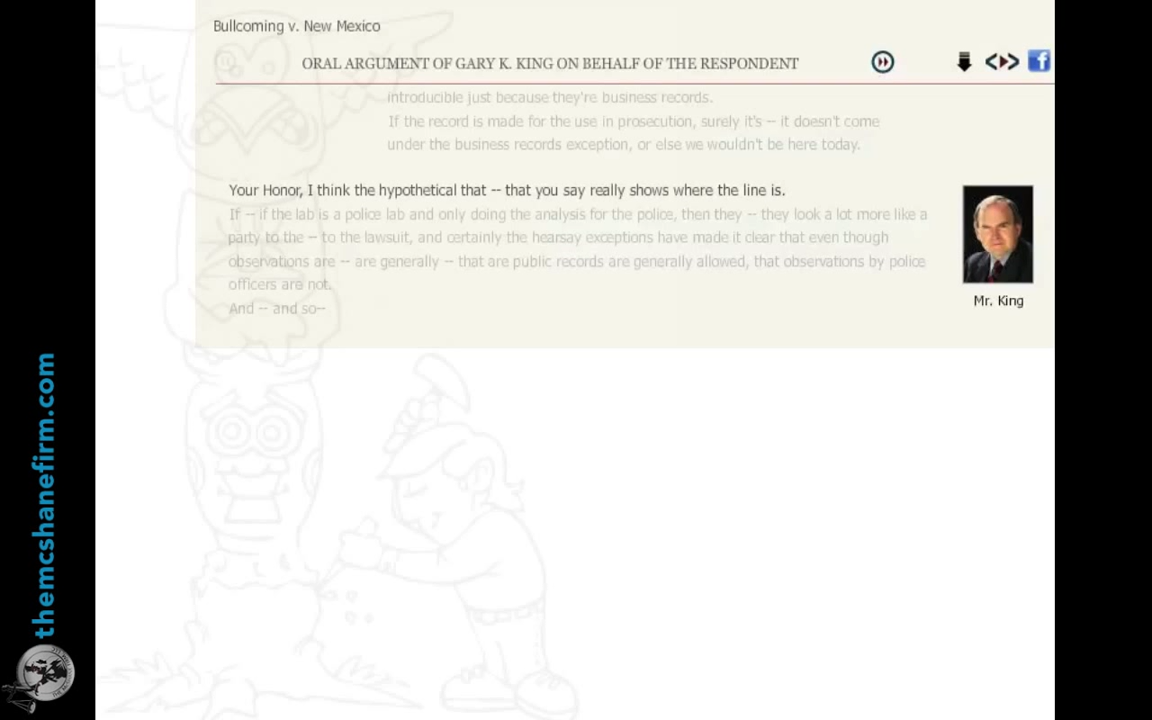 Bullcoming v. New Mexico
ORAL ARGUMENT OF GARY K. KING ON BEHALF OF THE RESPONDENT
introducible just because they're business records.
If the record is made for the use in prosecution, surely it's -- it doesn't come
under the business records exception, or else we wouldn't be here today.
Your Honor, I think the hypothetical that -- that you say really shows where the line is.
If -- if the lab is a police lab and only doing the analysis for the police, then they -- they look a lot more like a
party to the -- to the lawsuit, and certainly the hearsay exceptions have made it clear that even though
observations are -- are generally -- that are public records are generally allowed, that observations by police
officers are not.
And -- and so--
Mr. King
themcshanefirm.com